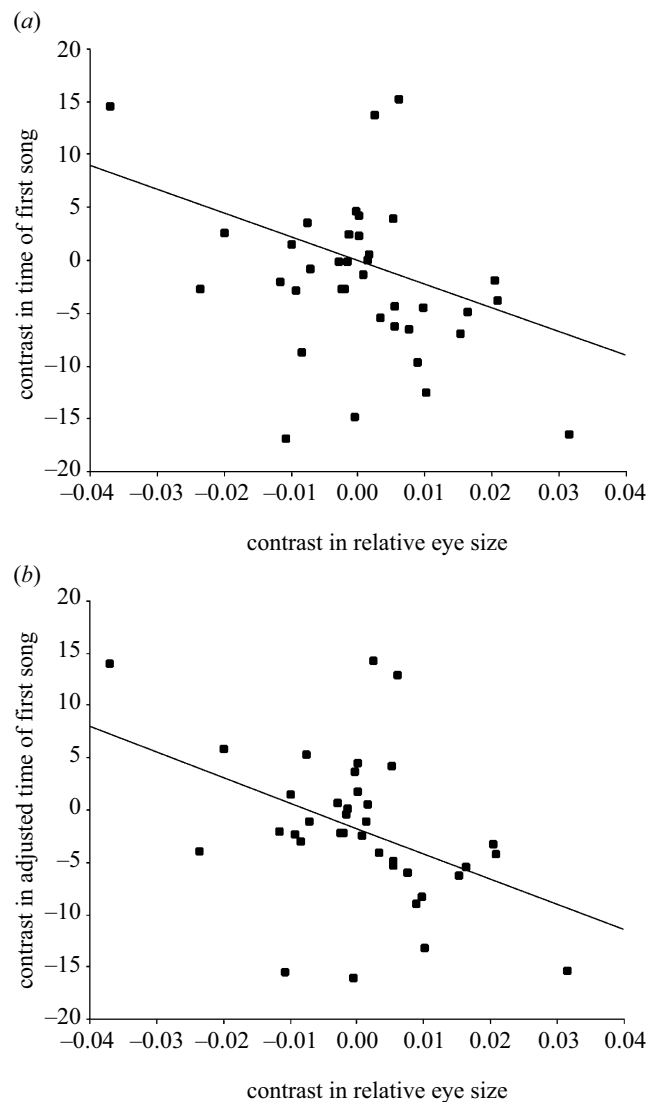 (a)
20
15
10
5
0
–5
–10
–15
–20
contrast in time of first song
–0.04 –0.03 –0.02 –0.01 0.00 0.01 0.02 0.03 0.04
contrast in relative eye size
(b)
20
15
10
5
0
–5
–10
–15
–20
contrast in adjusted time of first song
–0.04 –0.03 –0.02 –0.01 0.00 0.01 0.02 0.03 0.04
contrast in relative eye size